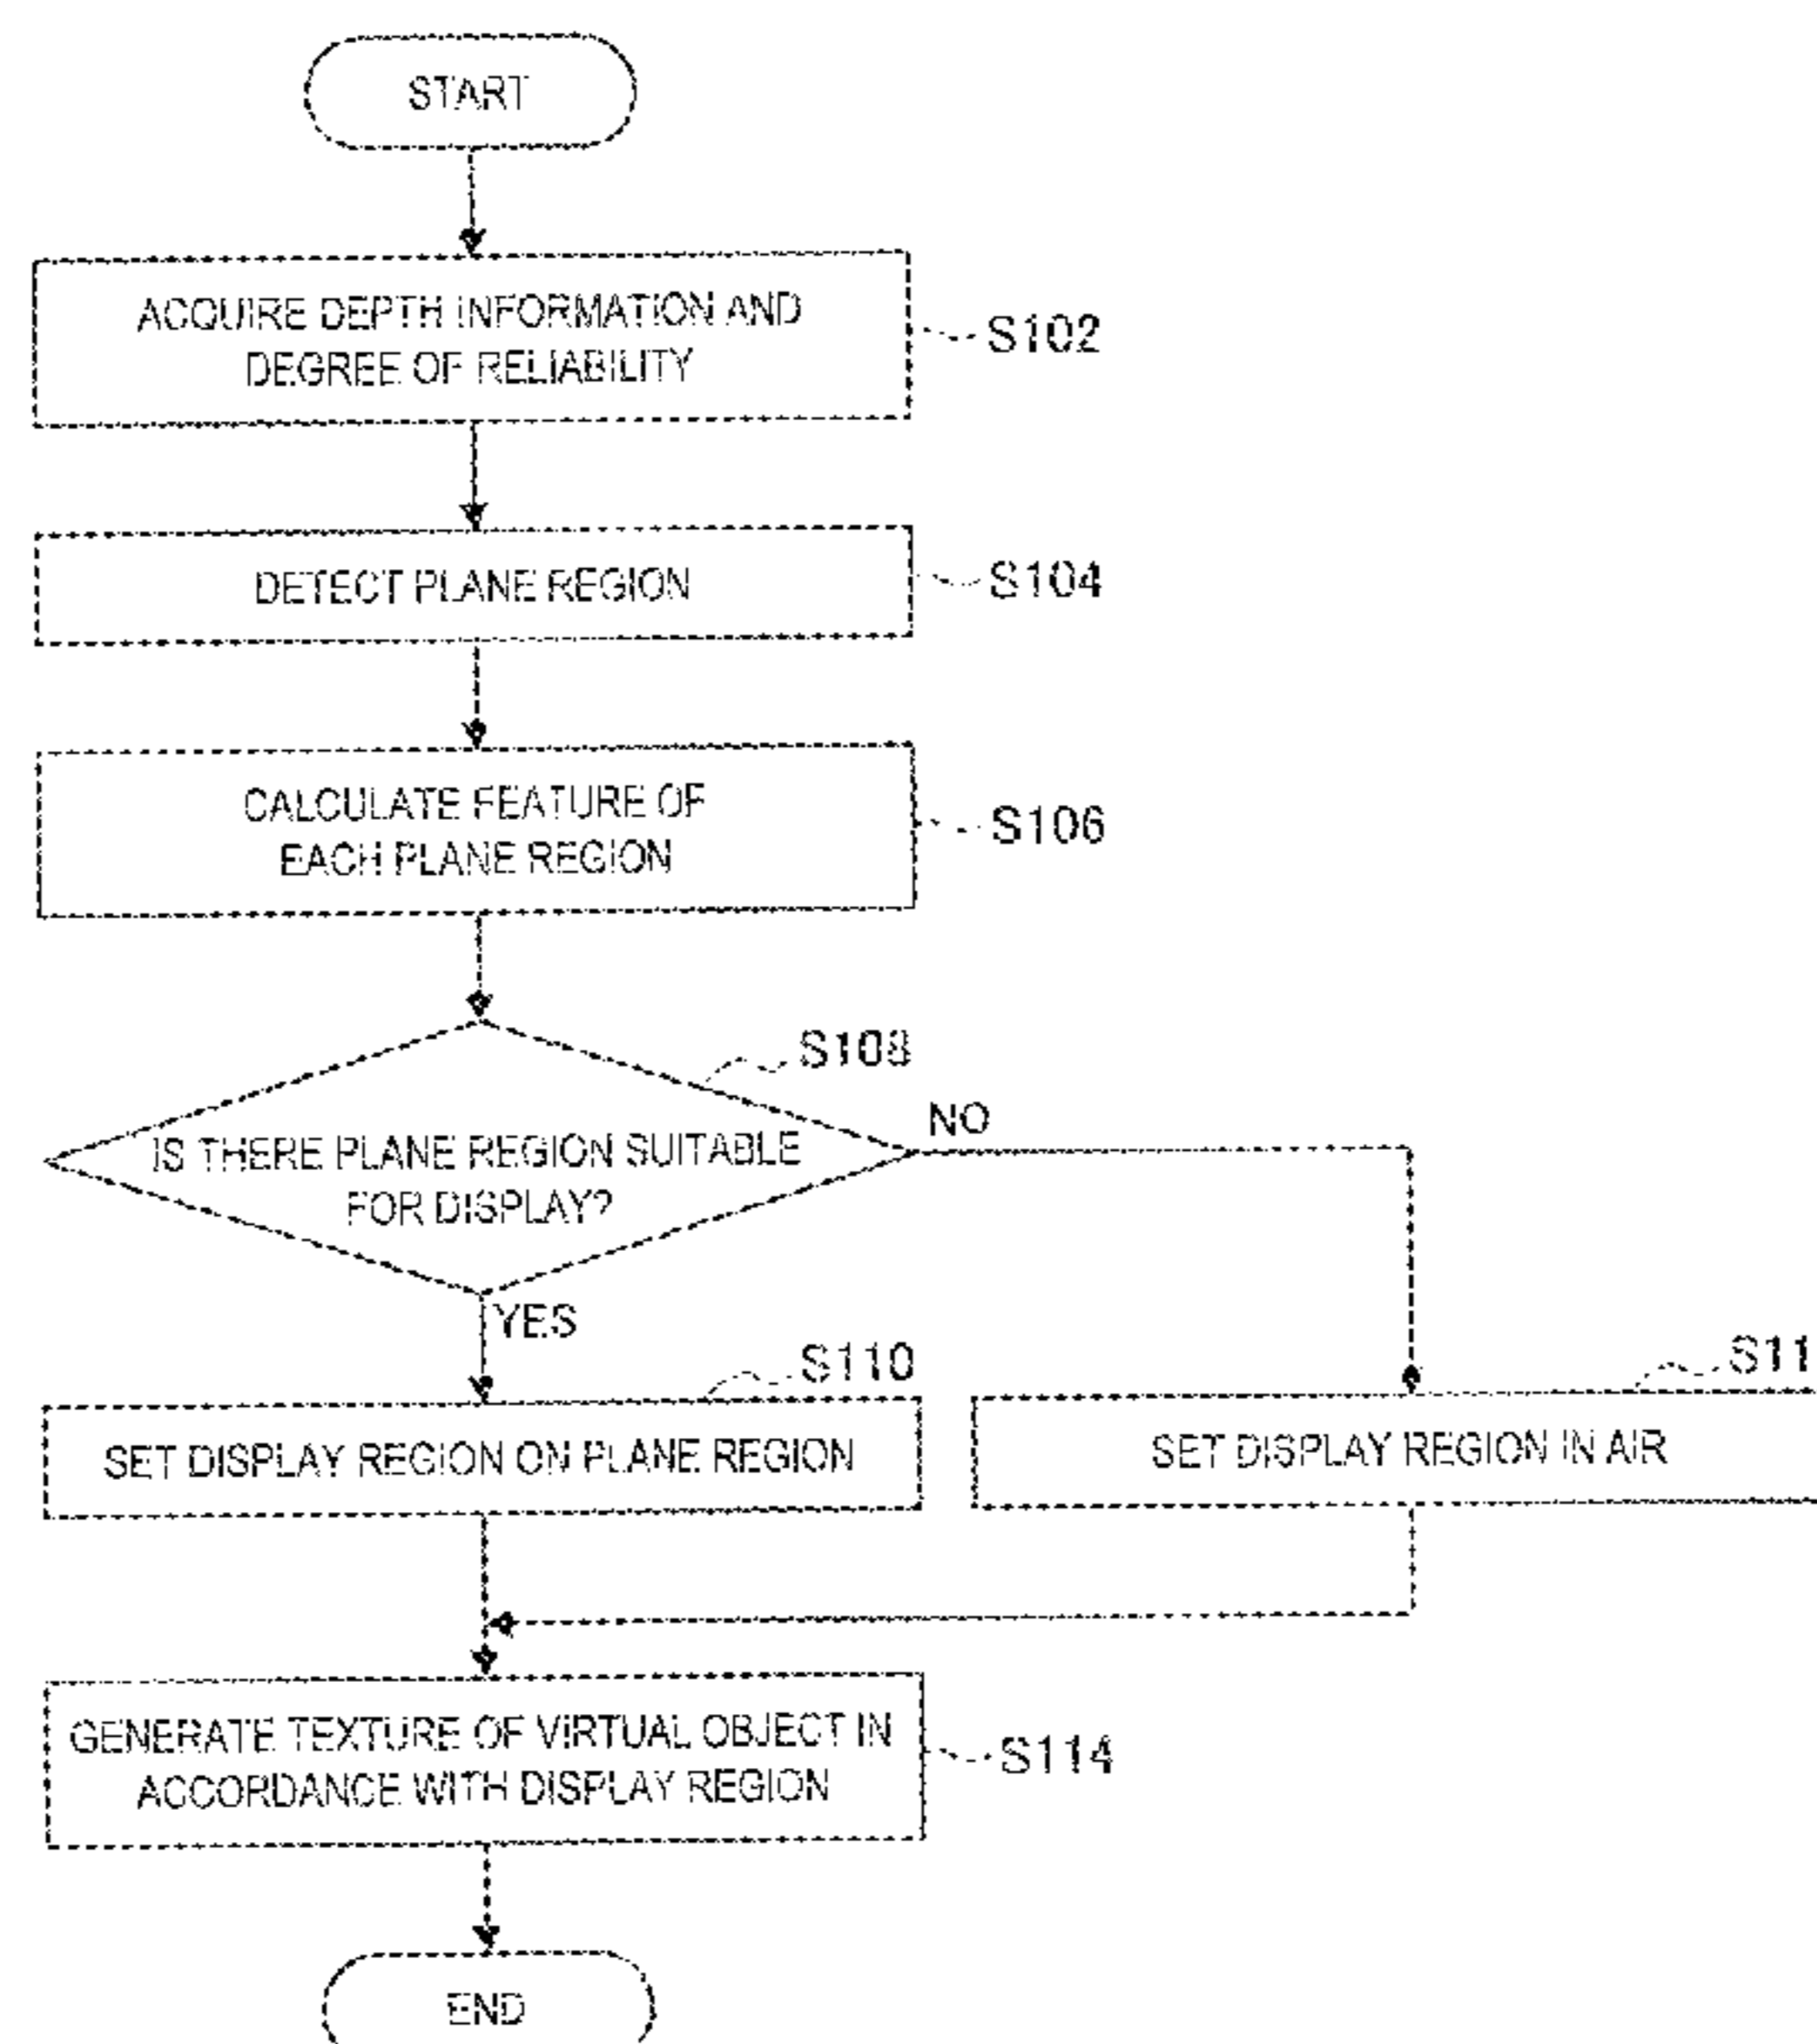 START
ACQUIRE DEPTH INFORMATION AND
DEGREE OF RELIABILITY
S102
DETECT PLANE REGION
S104
CALCULATE FEATURE OF
EACH PLANE REGION
S106
S108
IS THERE PLANE REGION SUITABLE
FOR DISPLAY?
NO
YES
S110
SET DISPLAY REGION ON PLANE REGION
S11
SET DISPLAY REGION IN AIR
GENERATE TEXTURE OF VIRTUAL OBJECT IN
ACCORDANCE WITH DISPLAY REGION
S114
END